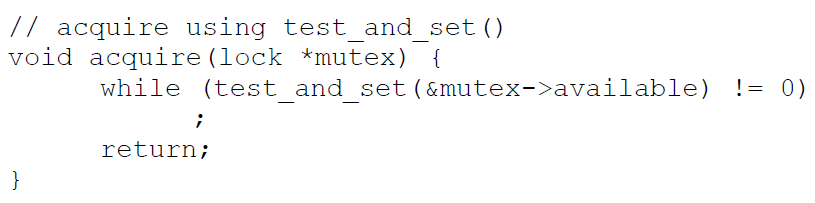 // acquire using test_and_set()
void acquire(lock *mutex) {
while (test_and_set(&mutex->available) != 0)
;
return;
}